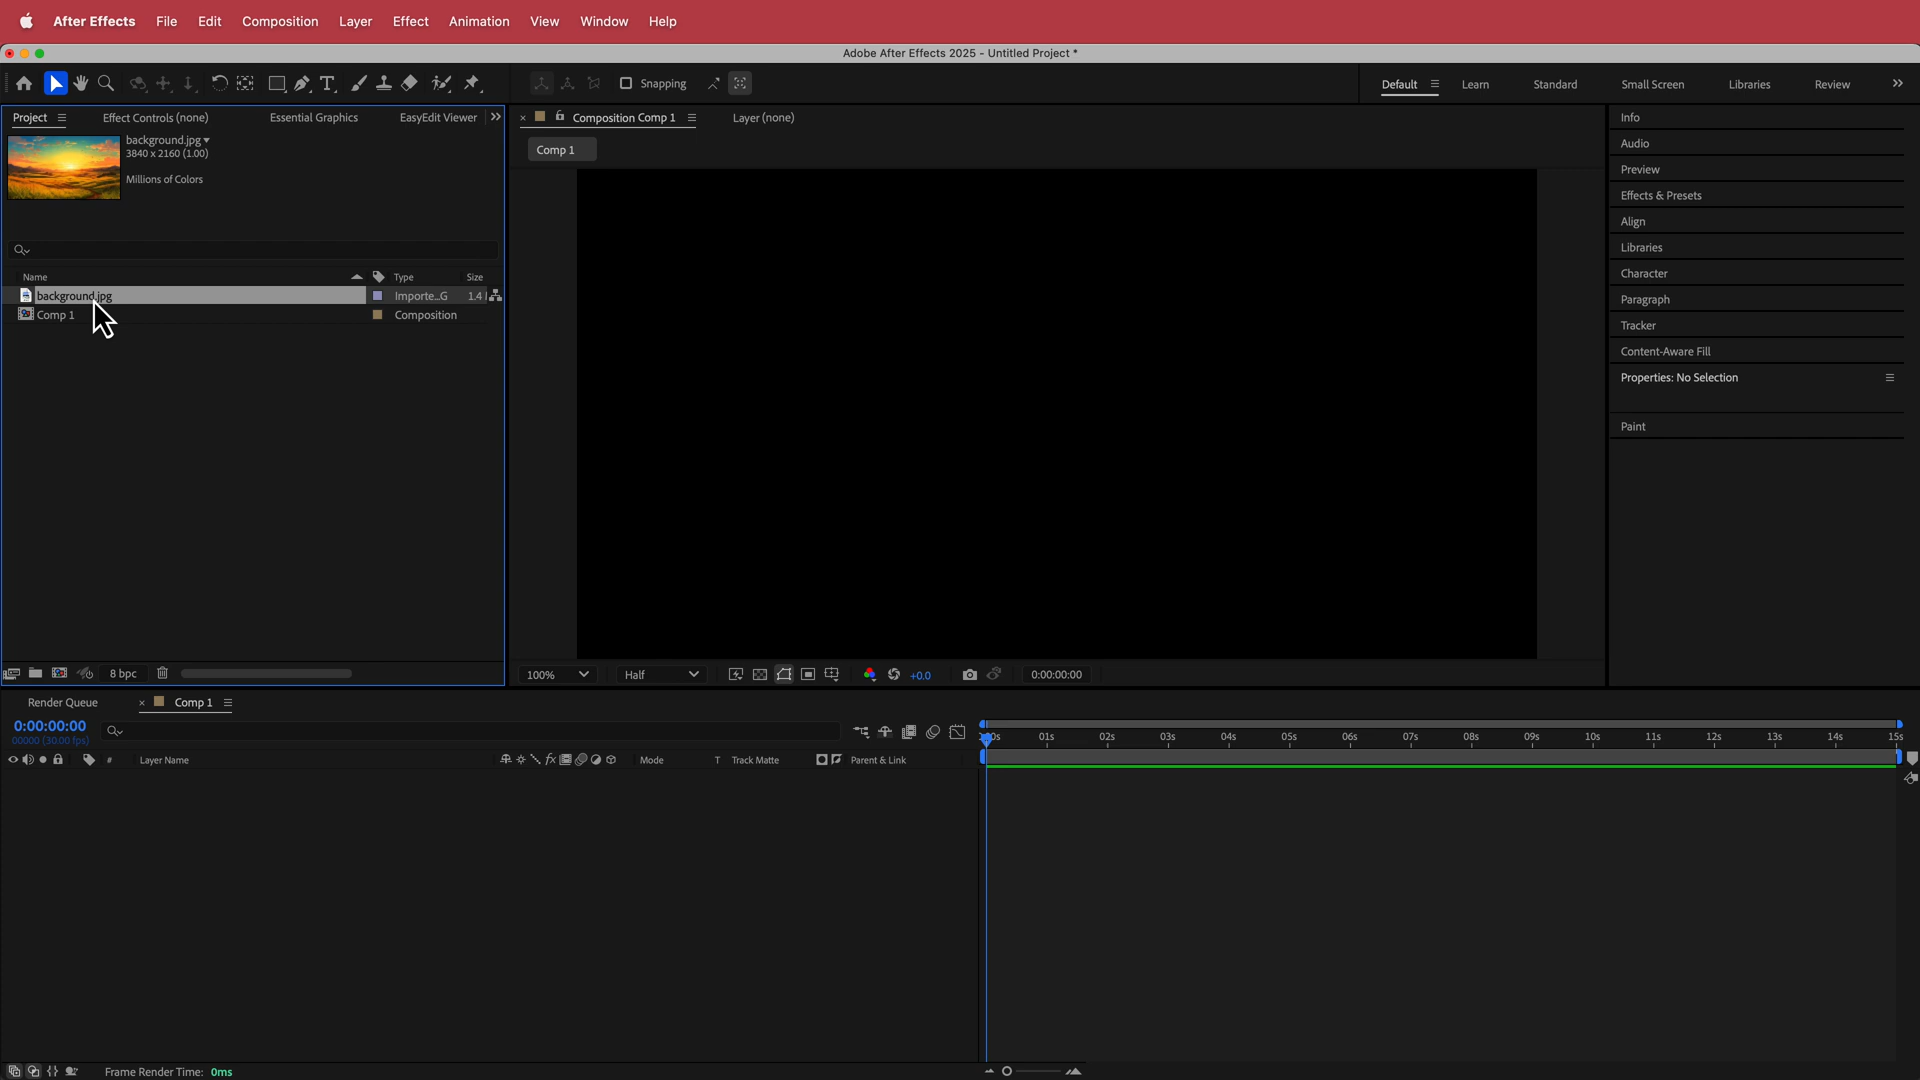 After Effects File Edit Composition Layer Effect Animation View Window Help
Adobe After Effects 2025 - Untitled Project *
Snapping
Default Learn Standard Small Screen Libraries Review
Project Effect Controls (none) Essential Graphics EasyEdit Viewer
background.jpg
3840 x 2160 (1.00)
Millions of Colors
Name Type Size
background.jpg Importe...G 1.4
Comp 1 Composition
8 bpc
Composition Comp 1 Layer (none)
Comp 1
100% Half +0.0 0:00:00:00
Info
Audio
Preview
Effects & Presets
Align
Libraries
Character
Paragraph
Tracker
Content-Aware Fill
Properties: No Selection
Paint
Render Queue Comp 1
0:00:00:00
00000 (30.00 fps)
# Layer Name Mode T Track Matte Parent & Link
01s 02s 03s 04s 05s 06s 07s 08s 09s 10s 11s 12s 13s 14s 15s
Frame Render Time: 0ms